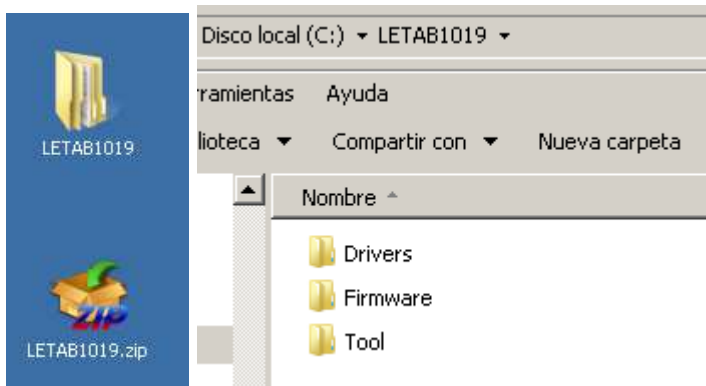 LETAB1019
LETAB1019.zip
Disco local (C:) LETAB1019
rramientas Ayuda
lioteca Compartir con Nueva carpeta
Nombre
Drivers
Firmware
Tool
ZIP